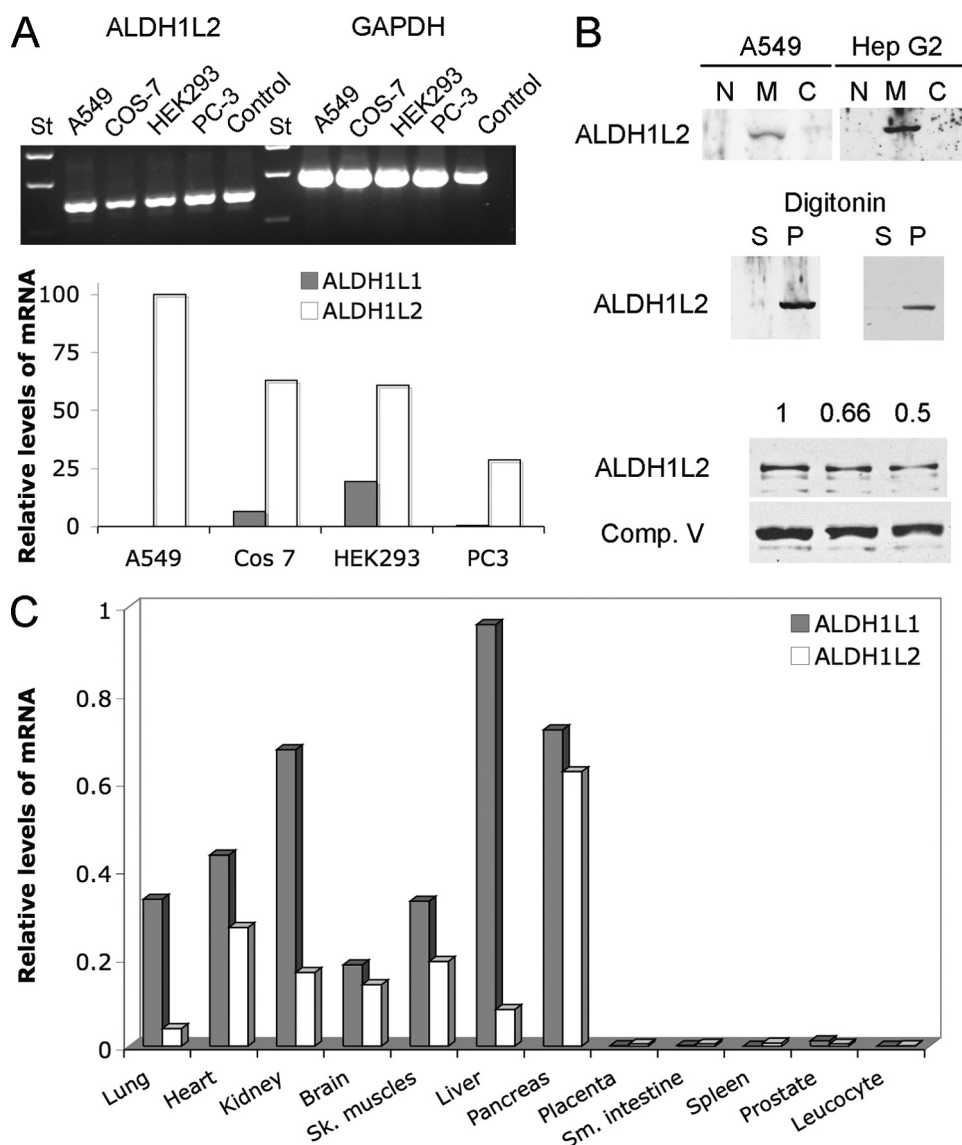 A
ALDH1L2 GAPDH
St A549 COS-7 HEK293 PC-3 Control St A549 COS-7 HEK293 PC-3 Control
Relative levels of mRNA
ALDH1L1
ALDH1L2
100
75
50
25
0
A549 Cos 7 HEK293 PC3
B
A549 Hep G2
N M C N M C
ALDH1L2
Digitonin
S P S P
ALDH1L2
1 0.66 0.5
ALDH1L2
Comp. V
C
Relative levels of mRNA
ALDH1L1
ALDH1L2
1
0.8
0.6
0.4
0.2
0
Lung Heart Kidney Brain Sk. muscles Liver Pancreas Placenta Sm. intestine Spleen Prostate Leucocyte